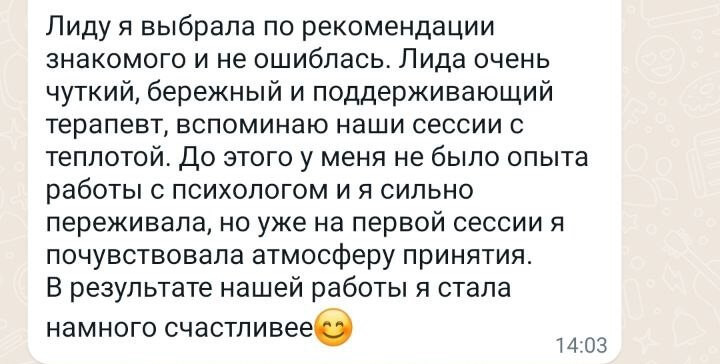 Лиду я выбрала по рекомендации
знакомого и не ошиблась. Лида очень
чуткий, бережный и поддерживающий
терапевт, вспоминаю наши сессии с
теплотой. До этого у меня не было опыта
работы с психологом и я сильно
переживала, но уже на первой сессии я
почувствовала атмосферу принятия.
В результате нашей работы я стала
намного счастливее😊
14:03